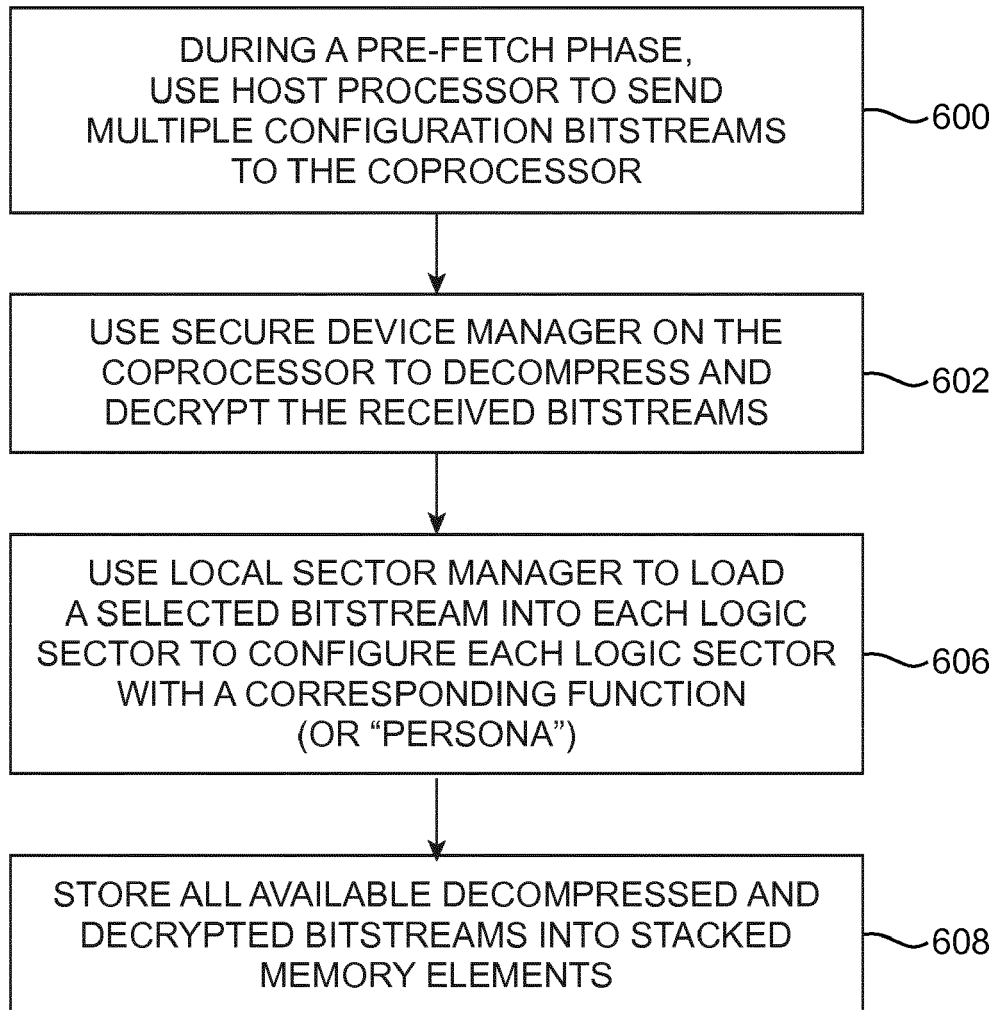 DURING A PRE-FETCH PHASE,
USE HOST PROCESSOR TO SEND
MULTIPLE CONFIGURATION BITSTREAMS
TO THE COPROCESSOR
600
USE SECURE DEVICE MANAGER ON THE
COPROCESSOR TO DECOMPRESS AND
DECRYPT THE RECEIVED BITSTREAMS
602
USE LOCAL SECTOR MANAGER TO LOAD
A SELECTED BITSTREAM INTO EACH LOGIC
SECTOR TO CONFIGURE EACH LOGIC SECTOR
WITH A CORRESPONDING FUNCTION
(OR “PERSONA”)
606
STORE ALL AVAILABLE DECOMPRESSED AND
DECRYPTED BITSTREAMS INTO STACKED
MEMORY ELEMENTS
608